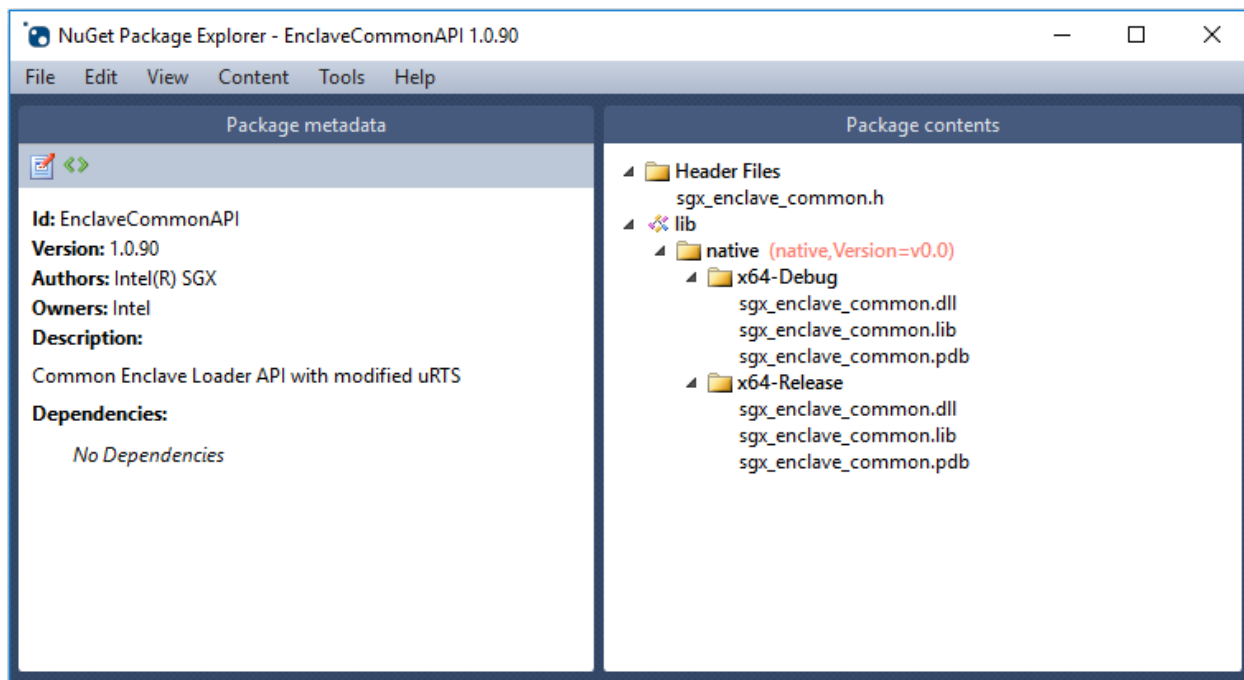 NuGet Package Explorer - EnclaveCommonAPI 1.0.90
File Edit View Content Tools Help
Package metadata
Id: EnclaveCommonAPI
Version: 1.0.90
Authors: Intel(R) SGX
Owners: Intel
Description:
Common Enclave Loader API with modified uRTS
Dependencies:
No Dependencies
Package contents
Header Files
sgx_enclave_common.h
lib
native (native,Version=v0.0)
x64-Debug
sgx_enclave_common.dll
sgx_enclave_common.lib
sgx_enclave_common.pdb
x64-Release
sgx_enclave_common.dll
sgx_enclave_common.lib
sgx_enclave_common.pdb